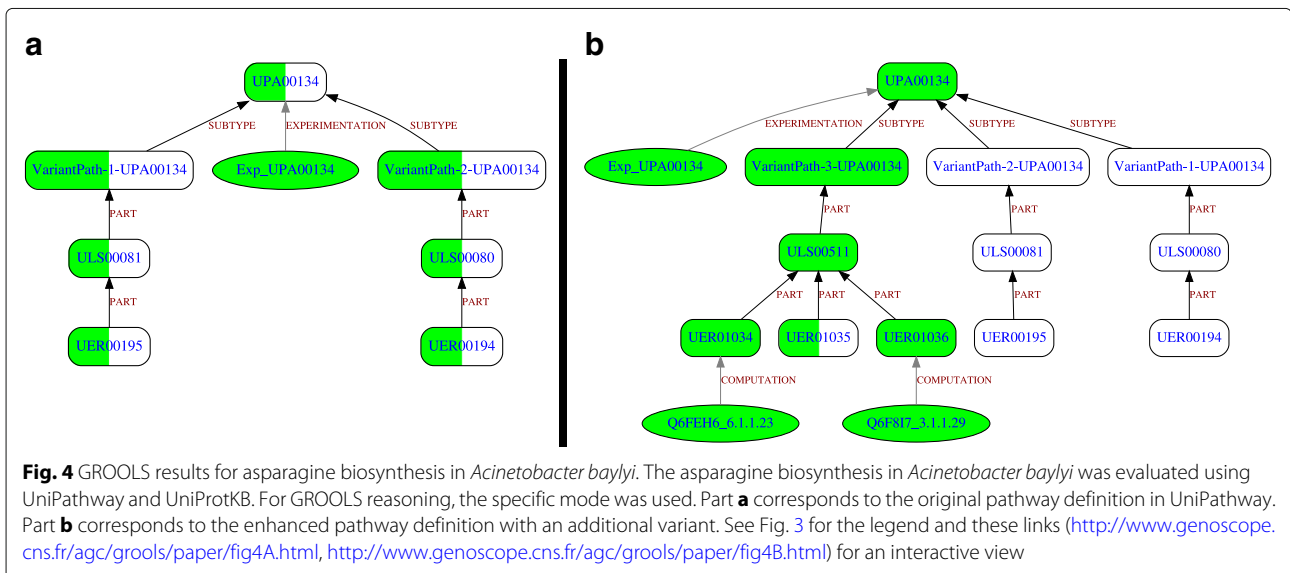 a
UPA00134
SUBTYPE
EXPERIMENTATION
SUBTYPE
VariantPath-1-UPA00134
Exp_UPA00134
VariantPath-2-UPA00134
PART
PART
ULS00081
ULS00080
PART
PART
UER00195
UER00194
b
UPA00134
EXPERIMENTATION
SUBTYPE
SUBTYPE
SUBTYPE
Exp_UPA00134
VariantPath-3-UPA00134
VariantPath-2-UPA00134
VariantPath-1-UPA00134
PART
PART
PART
ULS00511
ULS00081
ULS00080
PART
PART
PART
PART
PART
UER01034
UER01035
UER01036
UER00195
UER00194
COMPUTATION
COMPUTATION
Q6FEH6_6.1.1.23
Q6F8I7_3.1.1.29
Fig. 4 GROOLS results for asparagine biosynthesis in Acinetobacter baylyi. The asparagine biosynthesis in Acinetobacter baylyi was evaluated using
UniPathway and UniProtKB. For GROOLS reasoning, the specific mode was used. Part a corresponds to the original pathway definition in UniPathway.
Part b corresponds to the enhanced pathway definition with an additional variant. See Fig. 3 for the legend and these links (http://www.genoscope.
cns.fr/agc/grools/paper/fig4A.html, http://www.genoscope.cns.fr/agc/grools/paper/fig4B.html) for an interactive view